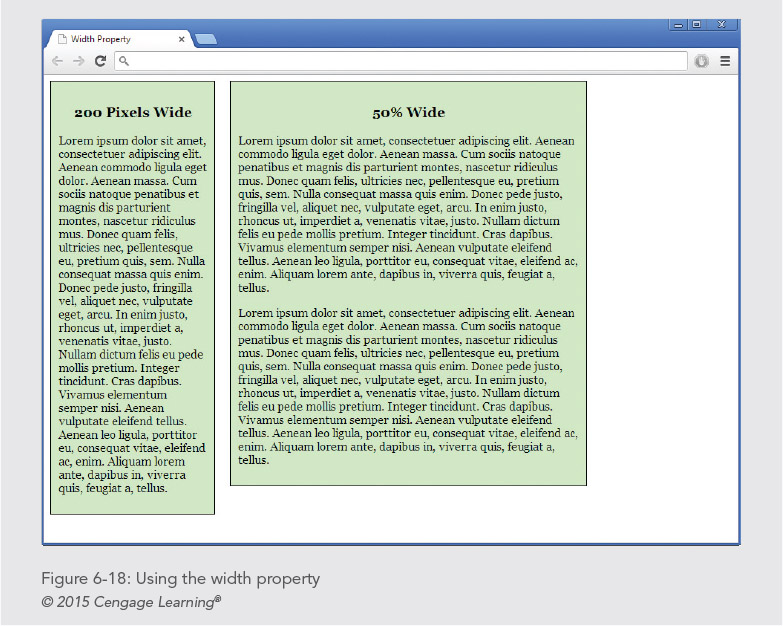 Width Property
200 Pixels Wide
Lorem ipsum dolor sit amet,
consectetuer adipiscing elit.
Aenean commodo ligula eget
dolor. Aenean massa. Cum
sociis natoque penatibus et
magnis dis parturient
montes, nascetur ridiculus
mus. Donec quam felis,
ultricies nec, pellentesque
eu, pretium quis, sem. Nulla
consequat massa quis enim.
Donec pede justo, fringilla
vel, aliquet nec, vulputate
eget, arcu. In enim justo,
rhoncus ut, imperdiet a,
venenatis vitae, justo.
Nullam dictum felis eu pede
mollis pretium. Integer
tincidunt. Cras dapibus.
Vivamus elementum
semper nisi. Aenean
vulputate eleifend tellus.
Aenean leo ligula, porttitor
eu, consequat vitae, eleifend
ac, enim. Aliquam lorem
ante, dapibus in, viverra
quis, feugiat a, tellus.
50% Wide
Lorem ipsum dolor sit amet, consectetuer adipiscing elit. Aenean
commodo ligula eget dolor. Aenean massa. Cum sociis natoque
penatibus et magnis dis parturient montes, nascetur ridiculus
mus. Donec quam felis, ultricies nec, pellentesque eu, pretium
quis, sem. Nulla consequat massa quis enim. Donec pede justo,
fringilla vel, aliquet nec, vulputate eget, arcu. In enim justo,
rhoncus ut, imperdiet a, venenatis vitae, justo. Nullam dictum
felis eu pede mollis pretium. Integer tincidunt. Cras dapibus.
Vivamus elementum semper nisi. Aenean vulputate eleifend
tellus. Aenean leo ligula, porttitor eu, consequat vitae, eleifend ac,
enim. Aliquam lorem ante, dapibus in, viverra quis, feugiat a,
tellus.
Lorem ipsum dolor sit amet, consectetuer adipiscing elit. Aenean
commodo ligula eget dolor. Aenean massa. Cum sociis natoque
penatibus et magnis dis parturient montes, nascetur ridiculus
mus. Donec quam felis, ultricies nec, pellentesque eu, pretium
quis, sem. Nulla consequat massa quis enim. Donec pede justo,
fringilla vel, aliquet nec, vulputate eget, arcu. In enim justo,
rhoncus ut, imperdiet a, venenatis vitae, justo. Nullam dictum
felis eu pede mollis pretium. Integer tincidunt. Cras dapibus.
Vivamus elementum semper nisi. Aenean vulputate eleifend
tellus. Aenean leo ligula, porttitor eu, consequat vitae, eleifend ac,
enim. Aliquam lorem ante, dapibus in, viverra quis, feugiat a,
tellus.
Figure 6-18: Using the width property
© 2015 Cengage Learning®